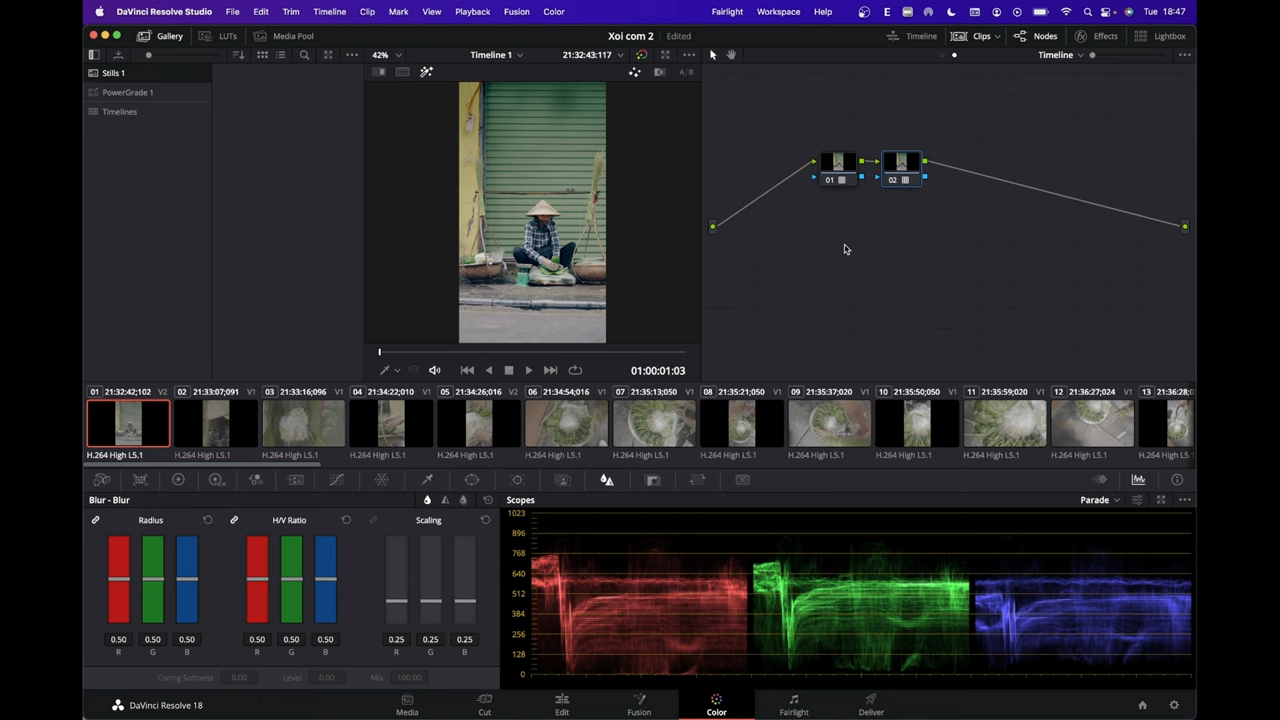 DaVinci Resolve Studio File Edit Trim Timeline Clip Mark View Playback Fusion Color Fairlight Workspace Help Tue 18:47
Gallery LUTs Media Pool Xoi com 2 Edited Timeline Clips Nodes Effects Lightbox
42% Timeline 1 21:32:43:117 Timeline
A/B
Stills 1
PowerGrade 1
Timelines
01 02
01:00:01:03
01 21:32:42;102 V2 02 21:33:07;091 V1 03 21:33:16;096 V1 04 21:34:22;010 V1 05 21:34:26;016 V2 06 21:34:54;016 V1 07 21:35:13;050 V1 08 21:35:21;050 V1 09 21:35:37;020 V1 10 21:35:50;050 V1 11 21:35:59;020 V1 12 21:36:27;024 V1 13 21:36:28;0
H.264 High L5.1 H.264 High L5.1 H.264 High L5.1 H.264 High L5.1 H.264 High L5.1 H.264 High L5.1 H.264 High L5.1 H.264 High L5.1 H.264 High L5.1 H.264 High L5.1 H.264 High L5.1 H.264 High L5.1 H.264 High L5.1
Blur - Blur
Radius H/V Ratio Scaling
0.50 0.50 0.50 0.50 0.50 0.50 0.25 0.25 0.25
R G B R G B R G B
Coring Softness 0.00 Level 0.00 Mix 100.00
Scopes Parade
1023
896
768
640
512
384
256
128
0
DaVinci Resolve 18 Media Cut Edit Fusion Color Fairlight Deliver